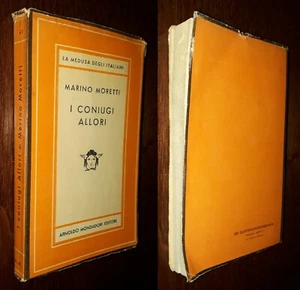 LA MEDUSA DEGLI ITALIANI
MARINO MORETTI
I CONIUGI
ALLORI
ARNOLDO MONDADORI EDITORE
I Coniugi Allori • Marino Moretti